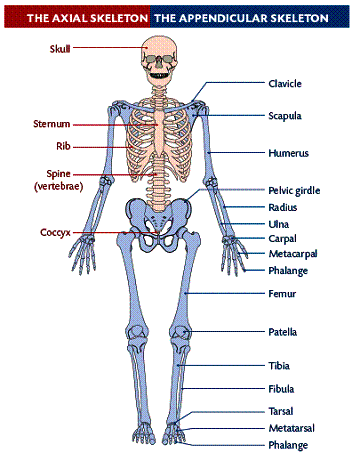 THE AXIAL SKELETON THE APPENDICULAR SKELETON
Skull
Sternum
Rib
Spine
(vertebrae)
Coccyx
Clavicle
Scapula
Humerus
Pelvic girdle
Radius
Ulna
Carpal
Metacarpal
Phalange
Femur
Patella
Tibia
Fibula
Tarsal
Metatarsal
Phalange